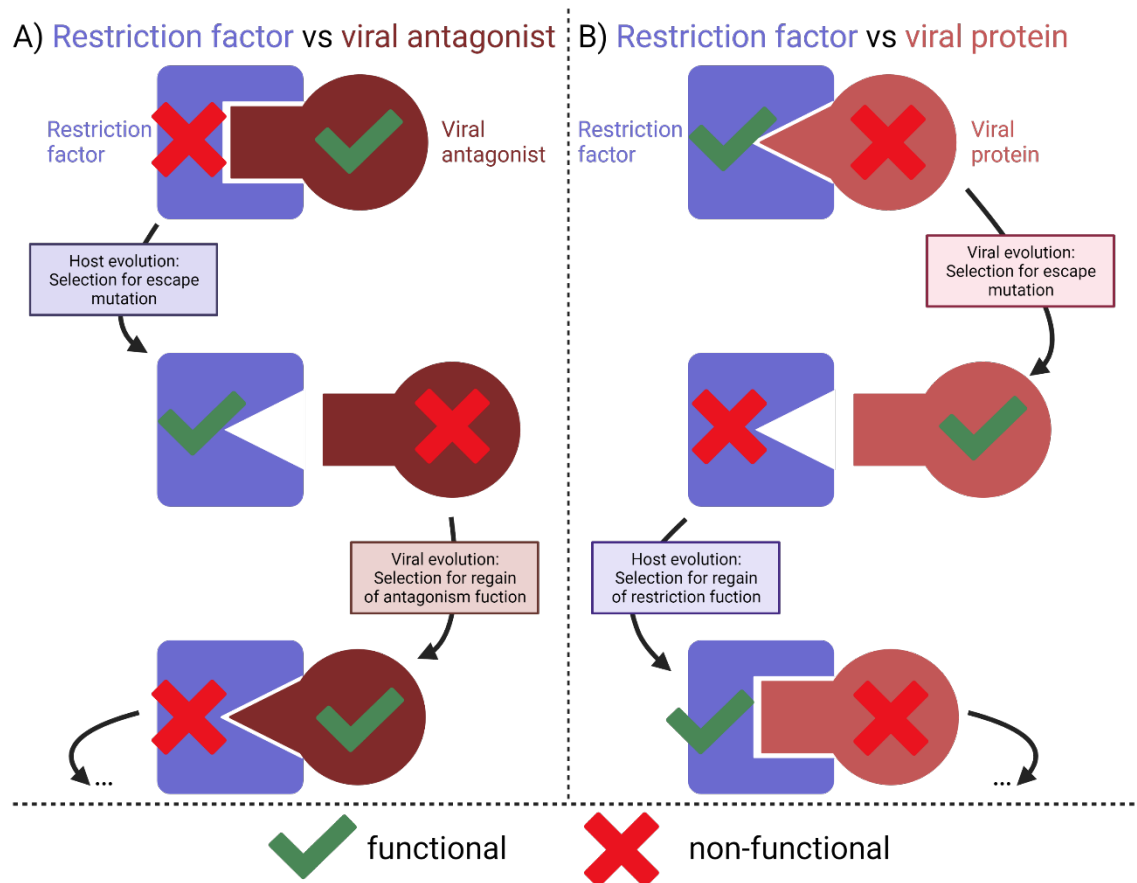 A) Restriction factor vs viral antagonist
Restriction
factor
Viral
antagonist
Host evolution:
Selection for escape
mutation
Viral evolution:
Selection for regain
of antagonism fuction
...
B) Restriction factor vs viral protein
Restriction
factor
Viral
protein
Viral evolution:
Selection for escape
mutation
Host evolution:
Selection for regain
of restriction fuction
...
functional
non-functional